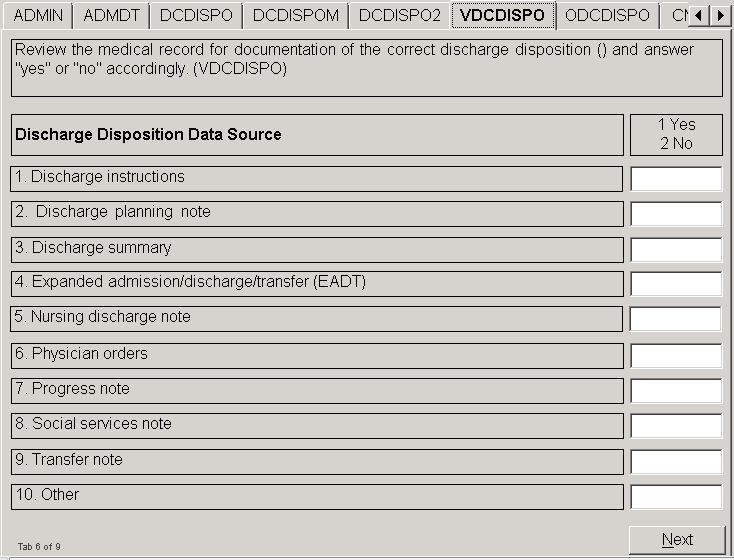 ADMIN ADMDT DCDISPO DCDISPOM DCDISPO2 VDCDISPO ODCDISPO
Review the medical record for documentation of the correct discharge disposition () and answer
"yes" or "no" accordingly. (VDCDISPO)
Discharge Disposition Data Source
1 Yes
2 No
1. Discharge instructions
2. Discharge planning note
3. Discharge summary
4. Expanded admission/discharge/transfer (EADT)
5. Nursing discharge note
6. Physician orders
7. Progress note
8. Social services note
9. Transfer note
10. Other
Tab 6 of 9
Next